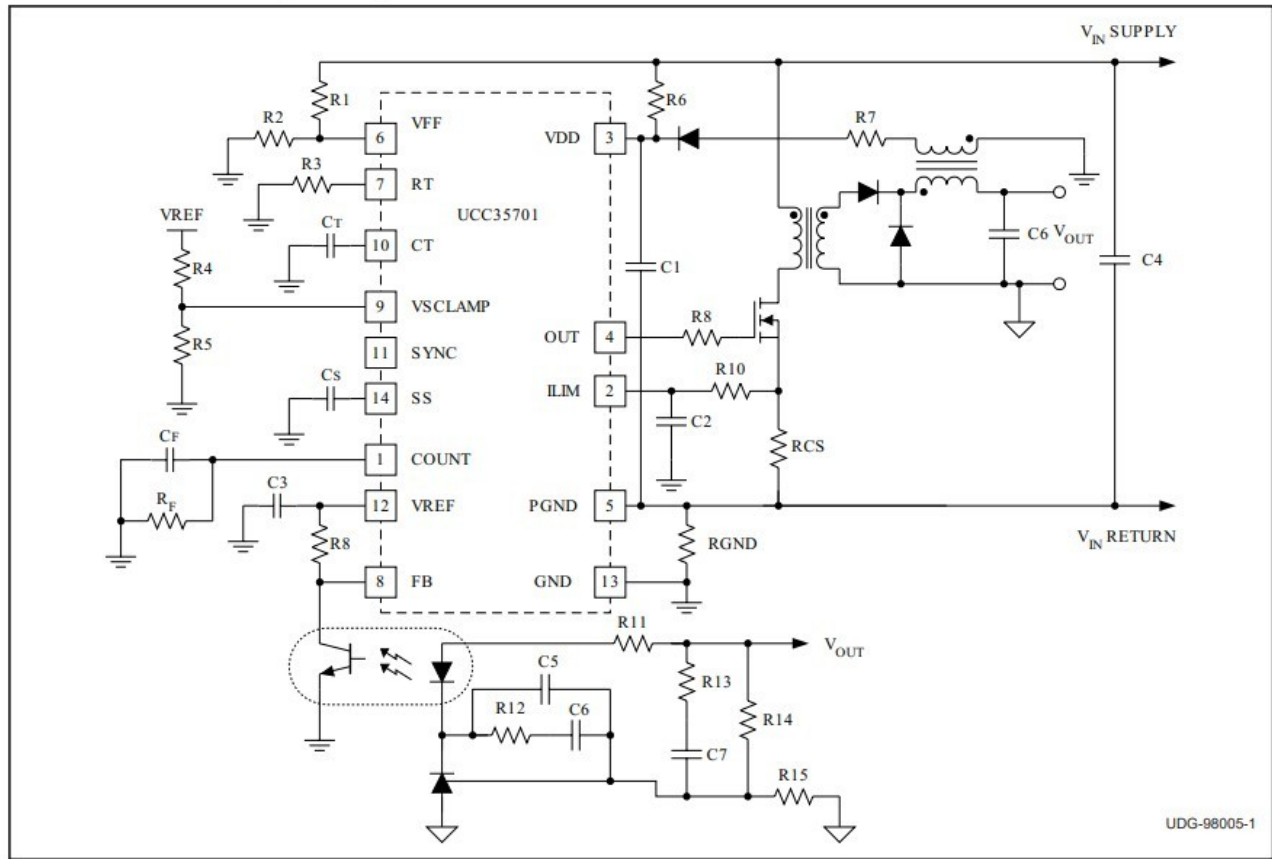 V_IN SUPPLY
R1
R6
R2
6
VFF
VDD
3
R7
R3
7
RT
UCC35701
VREF
CT
10
CT
C6
VOUT
C1
C4
R4
9
VSCLAMP
R8
OUT
4
R5
11
SYNC
R10
CS
ILIM
2
14
SS
C2
RCS
CF
1
COUNT
C3
12
VREF
PGND
5
RF
R8
RGND
V_IN RETURN
8
FB
GND
13
R11
VOUT
C5
R13
R12
C6
R14
C7
R15
UDG-98005-1